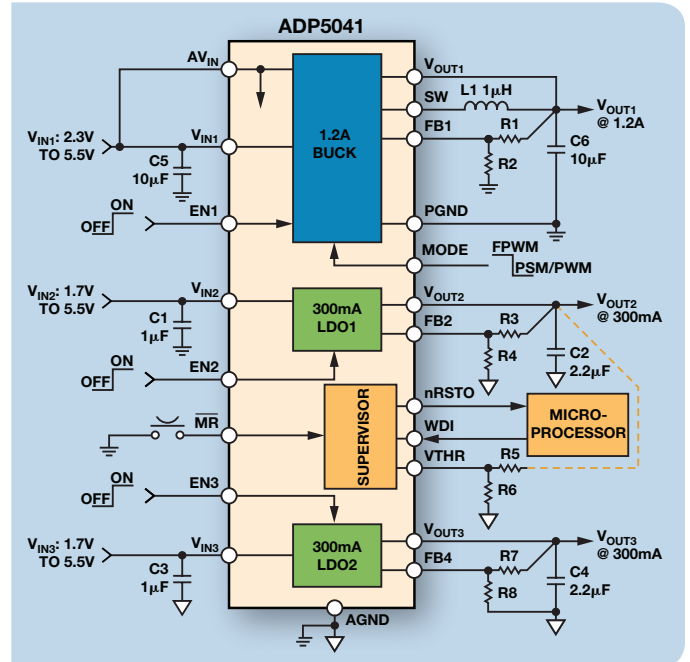 ADP5041
AVIN
VIN1: 2.3V
TO 5.5V
VIN1
C5
10µF
ON
OFF
EN1
1.2A
BUCK
VOUT1
SW
L1 1µH
FB1
R1
R2
VOUT1
@ 1.2A
C6
10µF
PGND
MODE
FPWM
PSM/PWM
VIN2: 1.7V
TO 5.5V
VIN2
C1
1µF
ON
OFF
EN2
300mA
LDO1
VOUT2
FB2
R3
R4
VOUT2
@ 300mA
C2
2.2µF
MR
SUPERVISOR
nRSTO
WDI
VTHR
R5
R6
MICRO-
PROCESSOR
ON
OFF
EN3
VIN3: 1.7V
TO 5.5V
VIN3
C3
1µF
300mA
LDO2
VOUT3
FB4
R7
R8
VOUT3
@ 300mA
C4
2.2µF
AGND